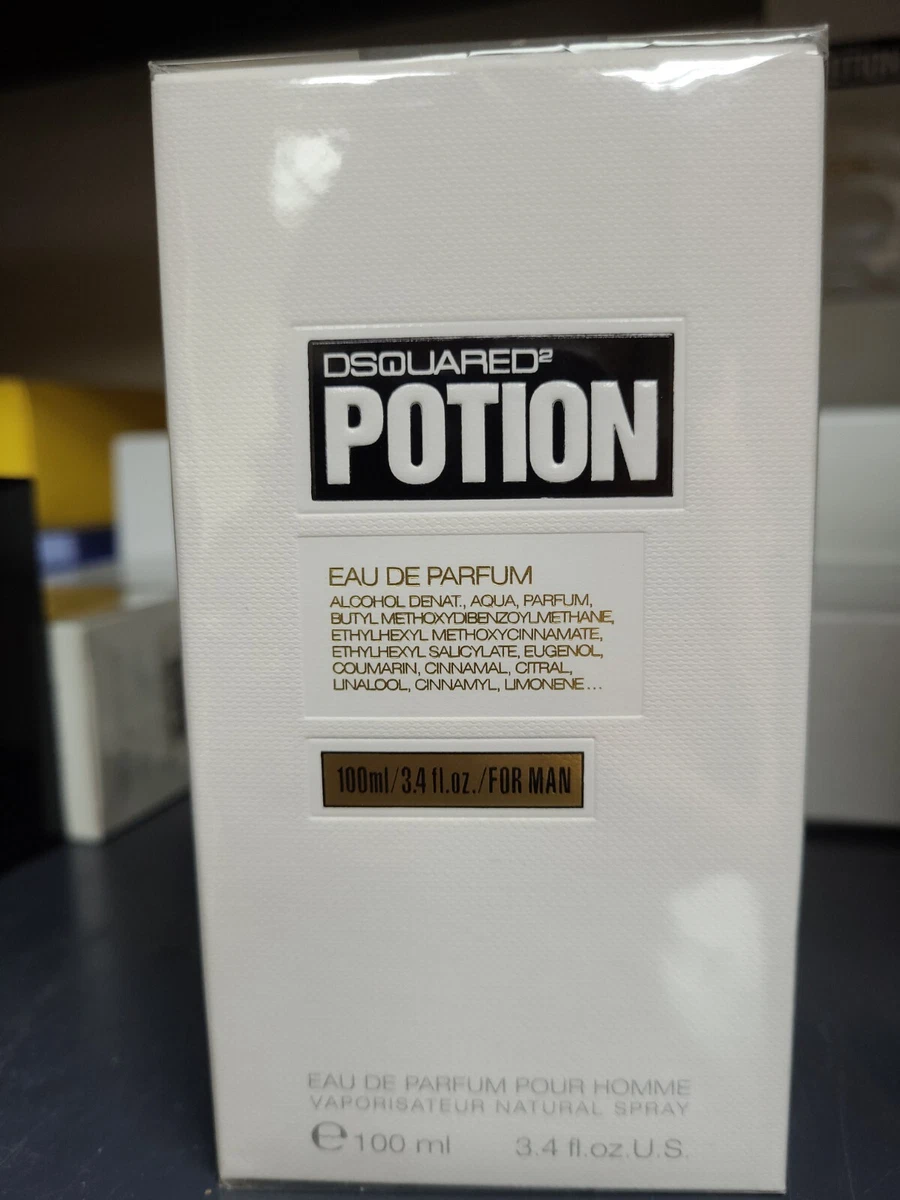 DSQUARED²
POTION
EAU DE PARFUM
ALCOHOL DENAT., AQUA, PARFUM,
BUTYL METHOXYDIBENZOYLMETHANE,
ETHYLHEXYL METHOXYCINNAMATE,
ETHYLHEXYL SALICYLATE, EUGENOL,
COUMARIN, CINNAMAL, CITRAL,
LINALOOL, CINNAMYL, LIMONENE...
100ml/3.4 fl.oz./FOR MAN
EAU DE PARFUM POUR HOMME
VAPORISATEUR NATURAL SPRAY
℮ 100 ml 3.4 fl.oz.U.S.